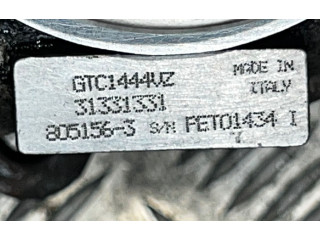 GTC1444VZ MADE IN
31331331 ITALY
805156-3 S/N FET01434 I